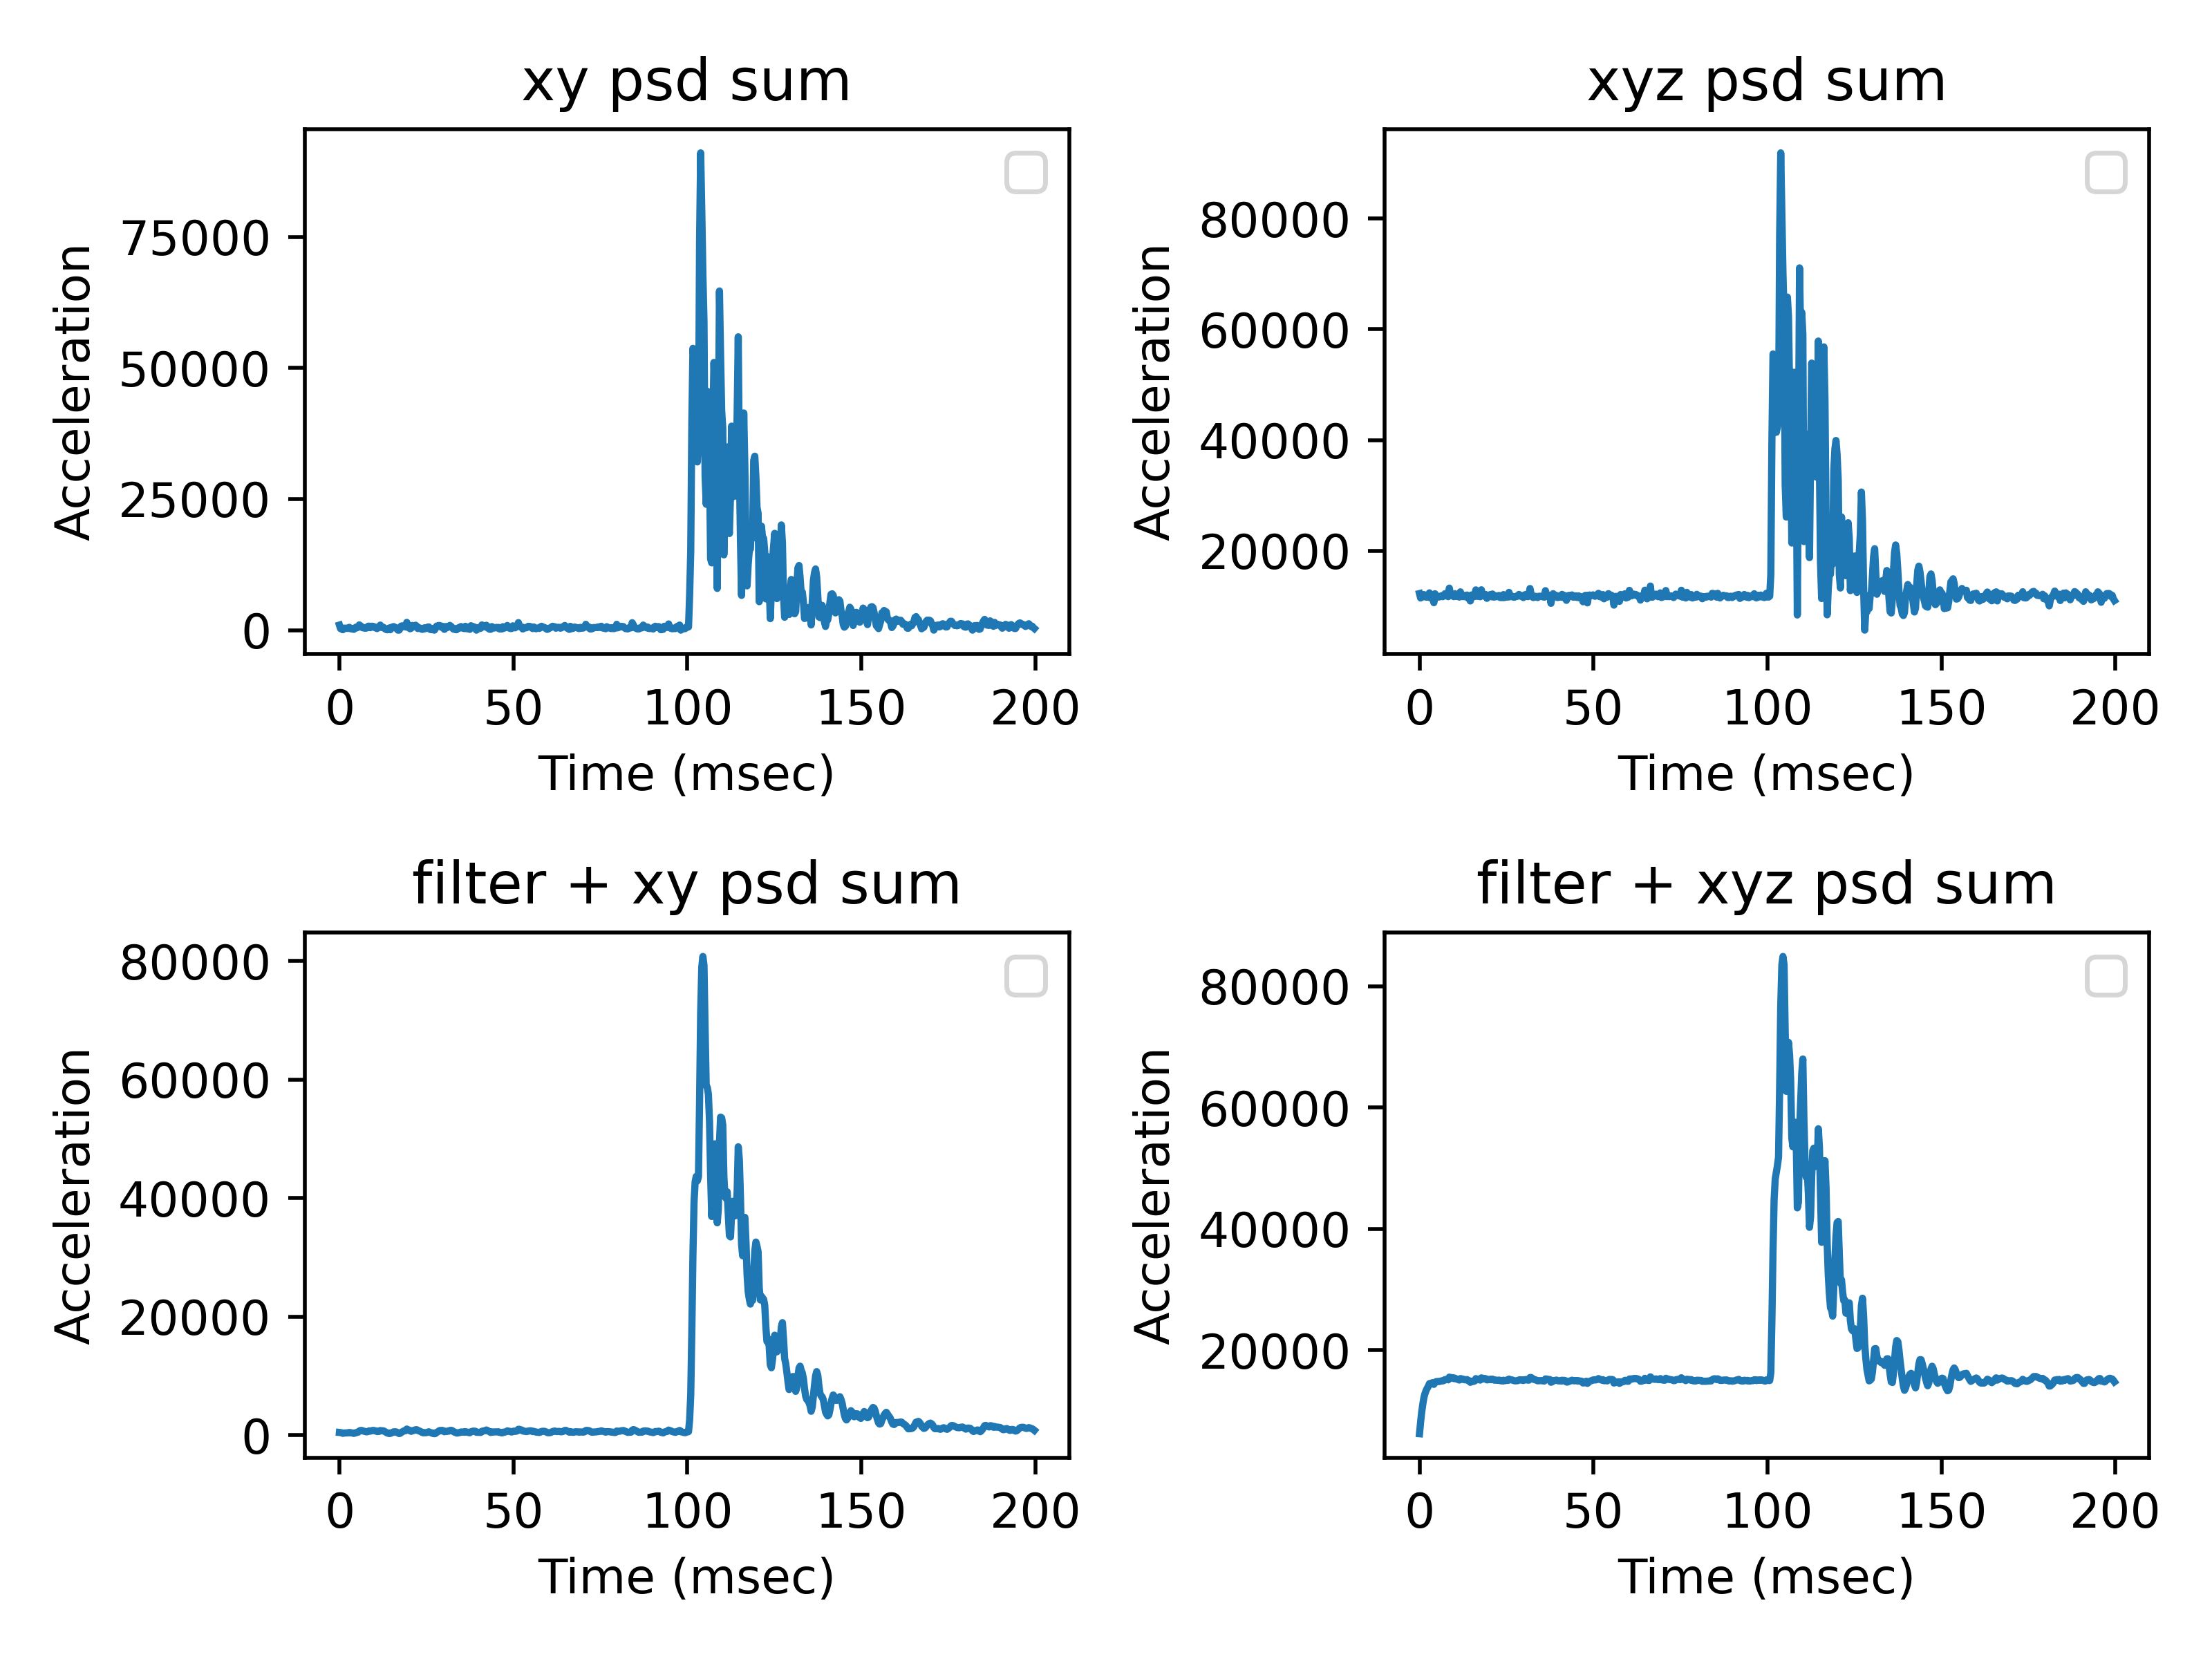 xy psd sum
75000
50000
25000
0
Acceleration
0 50 100 150 200
Time (msec)
xyz psd sum
80000
60000
40000
20000
Acceleration
0 50 100 150 200
Time (msec)
filter + xy psd sum
80000
60000
40000
20000
0
Acceleration
0 50 100 150 200
Time (msec)
filter + xyz psd sum
80000
60000
40000
20000
Acceleration
0 50 100 150 200
Time (msec)